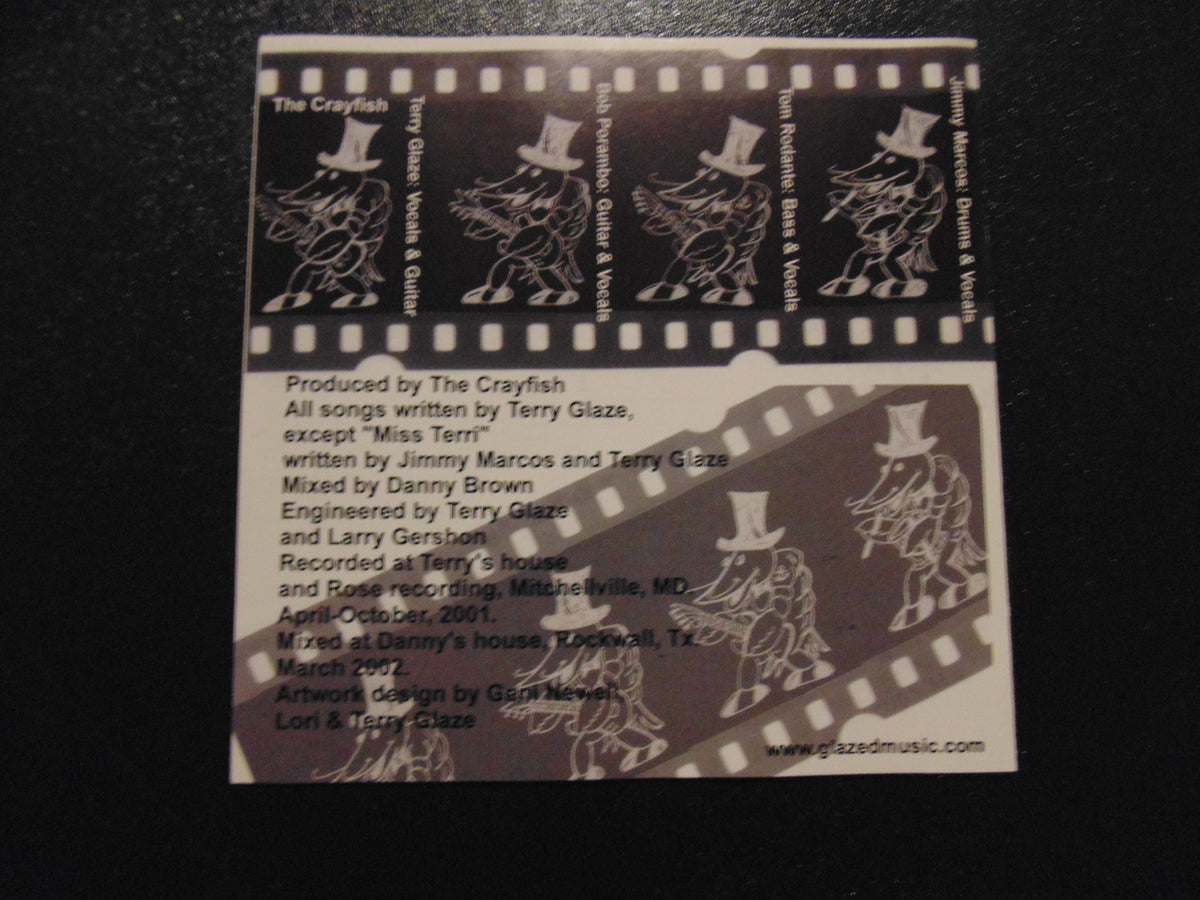 The Crayfish
Terry Glaze: Vocals & Guitar
Bob Porambo: Guitar & Vocals
Tom Rodante: Bass & Vocals
Jimmy Marcos: Drums & Vocals
Produced by The Crayfish
All songs written by Terry Glaze,
except "Miss Terri"
written by Jimmy Marcos and Terry Glaze
Mixed by Danny Brown
Engineered by Terry Glaze
and Larry Gershon
Recorded at Terry's house
and Rose recording, Mitchellville, MD.
April-October, 2001.
Mixed at Danny's house, Rockwall, Tx.
March 2002.
Artwork design by Newell,
Lori & Terry Glaze
www.glazedmusic.com